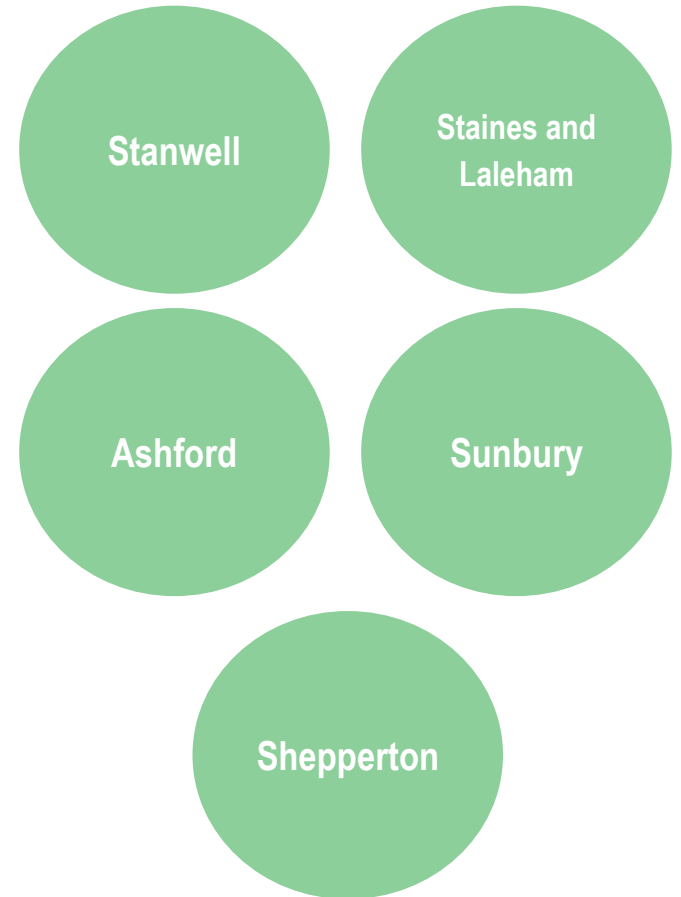 Stanwell
Staines and
Laleham
Ashford
Sunbury
Shepperton